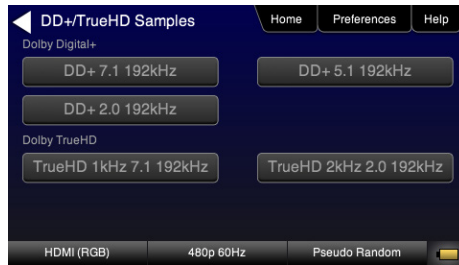 DD+/TrueHD Samples Home Preferences Help
Dolby Digital+
DD+ 7.1 192kHz DD+ 5.1 192kHz
DD+ 2.0 192kHz
Dolby TrueHD
TrueHD 1kHz 7.1 192kHz TrueHD 2kHz 2.0 192kHz
HDMI (RGB) 480p 60Hz Pseudo Random